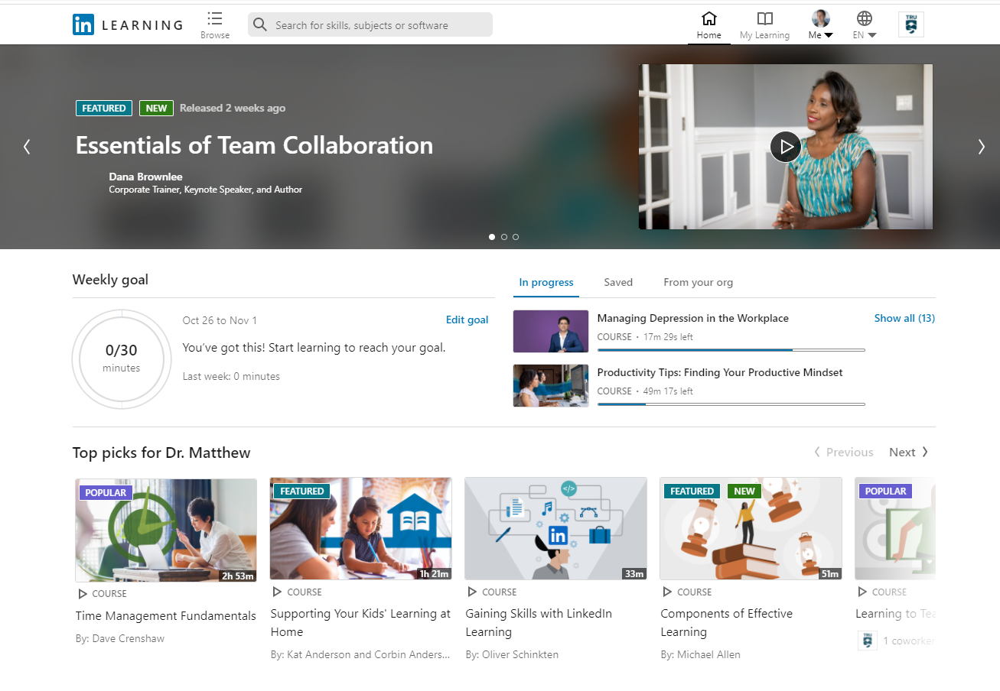 in LEARNING
Browse
Search for skills, subjects or software
Home
My Learning
Me
EN
TRU
FEATURED NEW Released 2 weeks ago
Essentials of Team Collaboration
Dana Brownlee
Corporate Trainer, Keynote Speaker, and Author
Weekly goal
Oct 26 to Nov 1 Edit goal
0/30
minutes
You've got this! Start learning to reach your goal.
Last week: 0 minutes
In progress Saved From your org
Managing Depression in the Workplace Show all (13)
COURSE • 17m 29s left
Productivity Tips: Finding Your Productive Mindset
COURSE • 49m 17s left
Top picks for Dr. Matthew
Previous Next
POPULAR
2h 53m
COURSE
Time Management Fundamentals
By: Dave Crenshaw
FEATURED
1h 21m
COURSE
Supporting Your Kids' Learning at
Home
By: Kat Anderson and Corbin Anders...
</>
in
33m
COURSE
Gaining Skills with LinkedIn
Learning
By: Oliver Schinkten
FEATURED NEW
51m
COURSE
Components of Effective
Learning
By: Michael Allen
POPULAR
COURSE
Learning to Tea
TRU
1 coworker